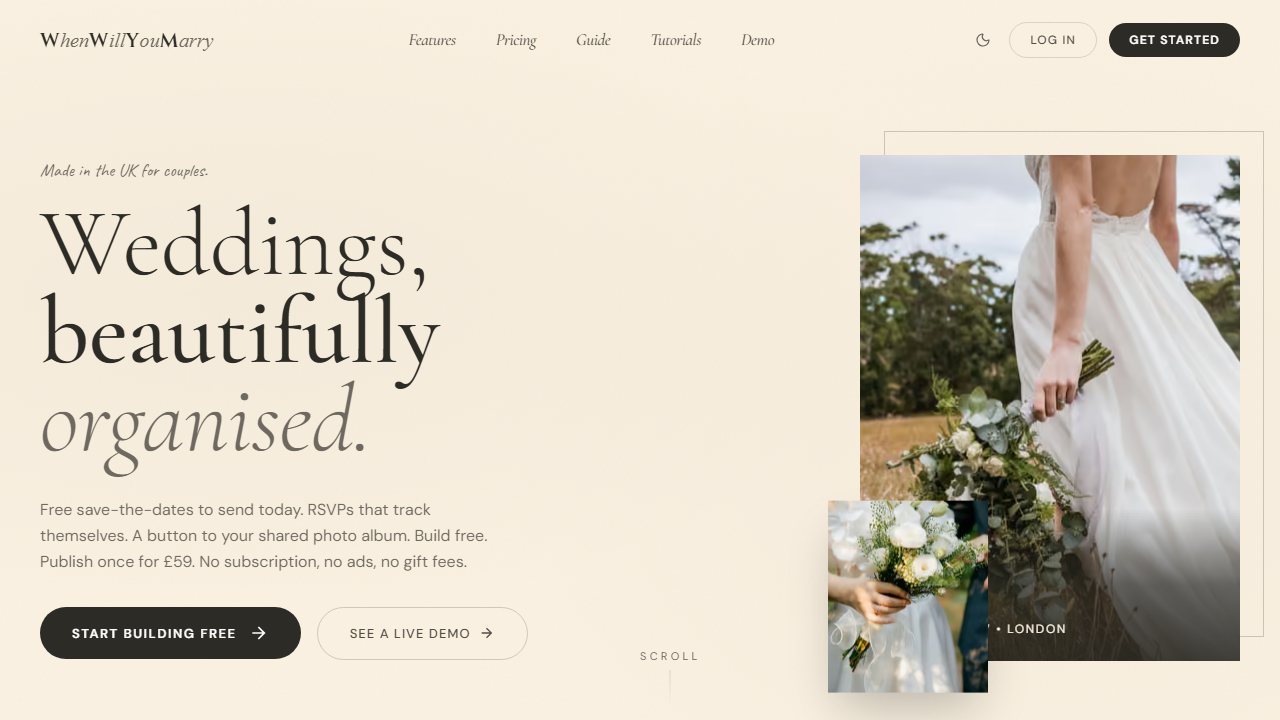 WhenWillYouMarry
Features
Pricing
Guide
Tutorials
Demo
LOG IN
GET STARTED
Made in the UK for couples.
Weddings,
beautifully
organised.
Free save-the-dates to send today. RSVPs that track
themselves. A button to your shared photo album. Build free.
Publish once for £59. No subscription, no ads, no gift fees.
START BUILDING FREE
SEE A LIVE DEMO
SCROLL
• LONDON